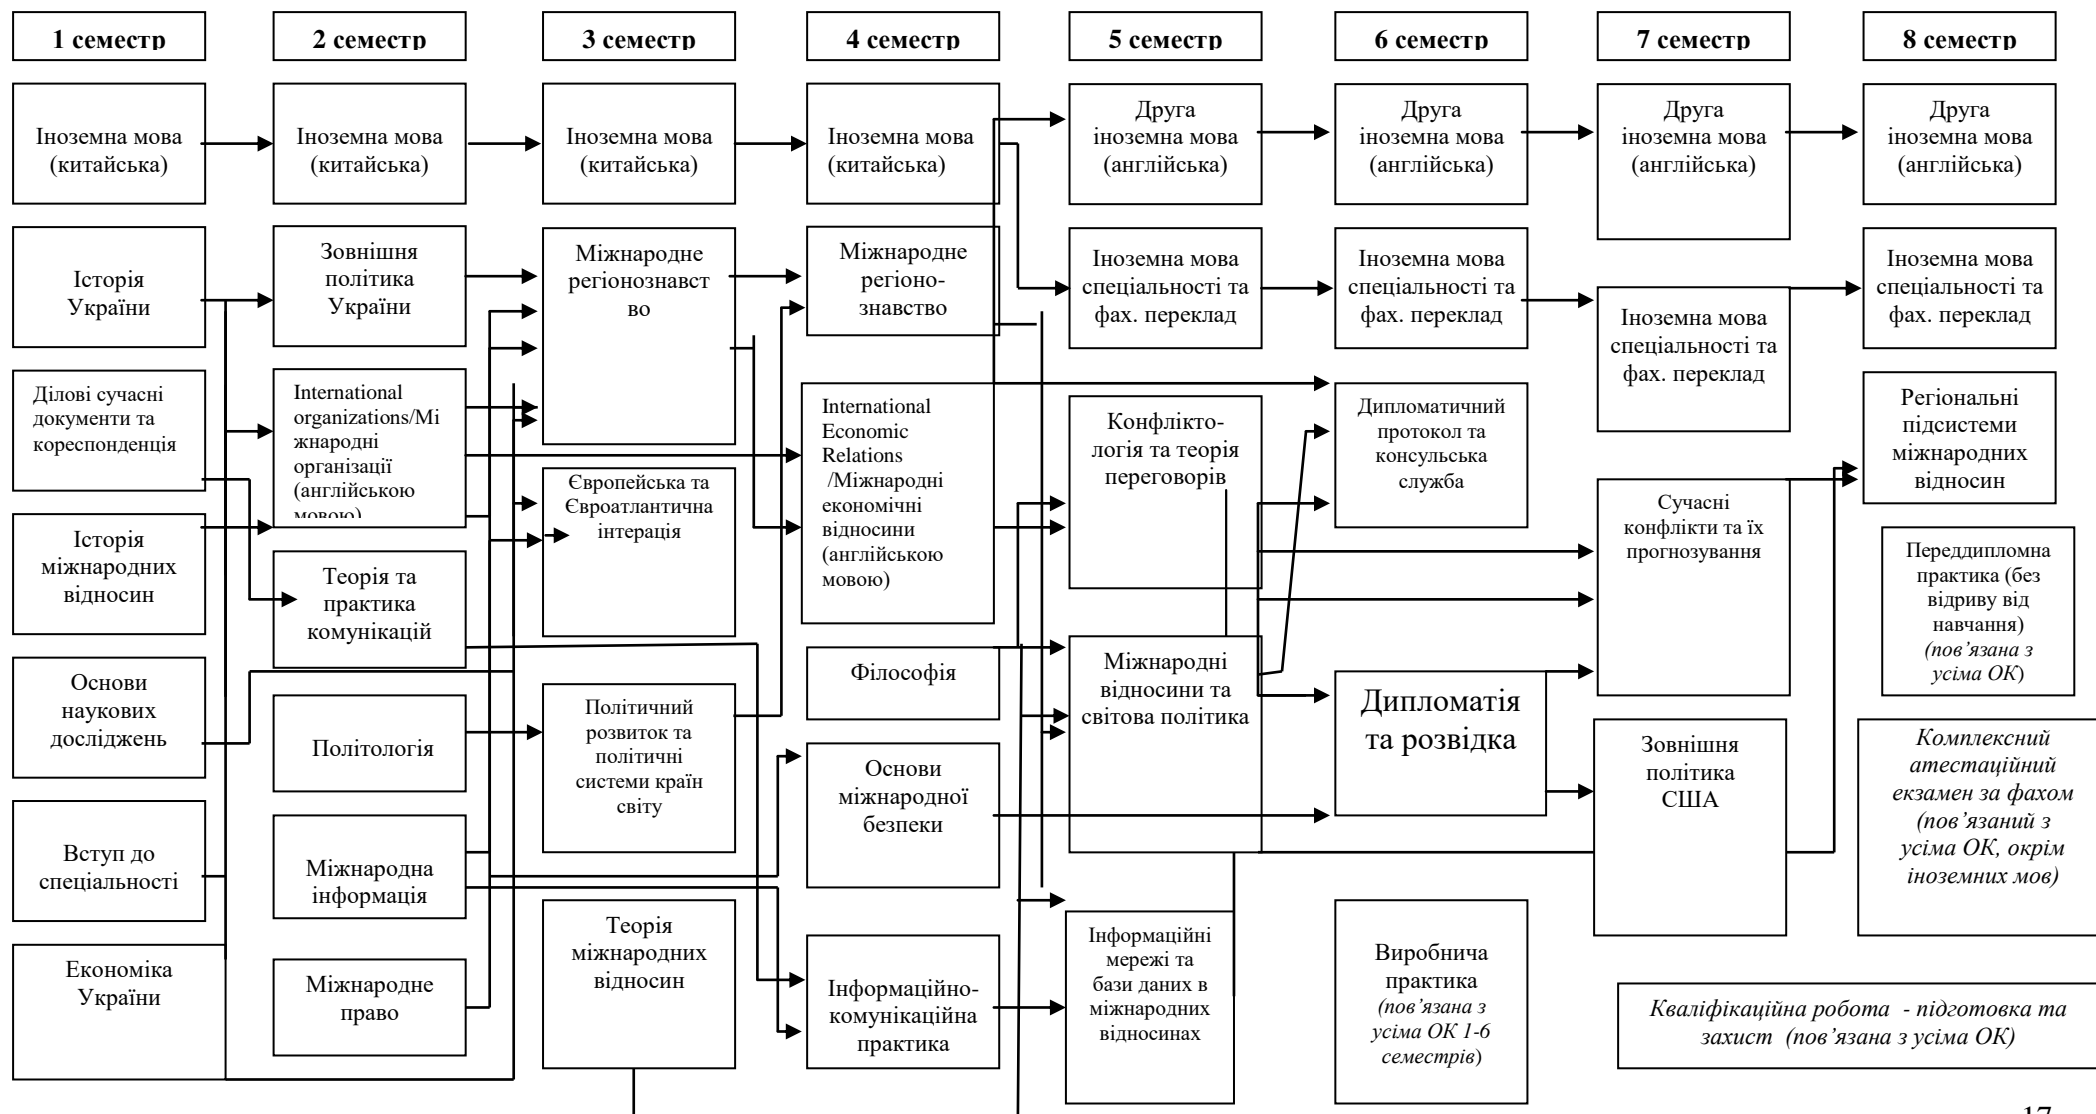 1 семестр
2 семестр
3 семестр
4 семестр
5 семестр
6 семестр
7 семестр
8 семестр
Іноземна мова
(китайська)
Історія
України
Ділові сучасні
документи та
кореспонденція
Історія
міжнародних
відносин
Основи
наукових
досліджень
Вступ до
спеціальності
Економіка
України
Іноземна мова
(китайська)
Зовнішня
політика
України
International
organizations/Мі
жнародні
організації
(англійською
мовою)
Теорія та
практика
комунікацій
Політологія
Міжнародна
інформація
Міжнародне
право
Іноземна мова
(китайська)
Міжнародне
регіонознавст
во
Європейська та
Євроатлантична
інтерація
Політичний
розвиток та
політичні
системи країн
світу
Теорія
міжнародних
відносин
Іноземна мова
(китайська)
Міжнародне
регіоно-
знавство
International
Economic
Relations
/Міжнародні
економічні
відносини
(англійською
мовою)
Філософія
Основи
міжнародної
безпеки
Інформаційно-
комунікаційна
практика
Друга
іноземна мова
(англійська)
Іноземна мова
спеціальності та
фах. переклад
Конфлікто-
логія та теорія
переговорів
Міжнародні
відносини та
світова політика
Інформаційні
мережі та
бази даних в
міжнародних
відносинах
Друга
іноземна мова
(англійська)
Іноземна мова
спеціальності та
фах. переклад
Дипломатичний
протокол та
консульська
служба
Дипломатія
та розвідка
Виробнича
практика
(пов’язана з
усіма ОК 1-6
семестрів)
Друга
іноземна мова
(англійська)
Іноземна мова
спеціальності та
фах. переклад
Сучасні
конфлікти та їх
прогнозування
Зовнішня
політика
США
Друга
іноземна мова
(англійська)
Іноземна мова
спеціальності та
фах. переклад
Регіональні
підсистеми
міжнародних
відносин
Переддипломна
практика (без
відриву від
навчання)
(пов’язана з
усіма ОК)
Комплексний
атестаційний
екзамен за фахом
(пов’язаний з
усіма ОК, окрім
іноземних мов)
Кваліфікаційна робота - підготовка та
захист (пов’язана з усіма ОК)
17